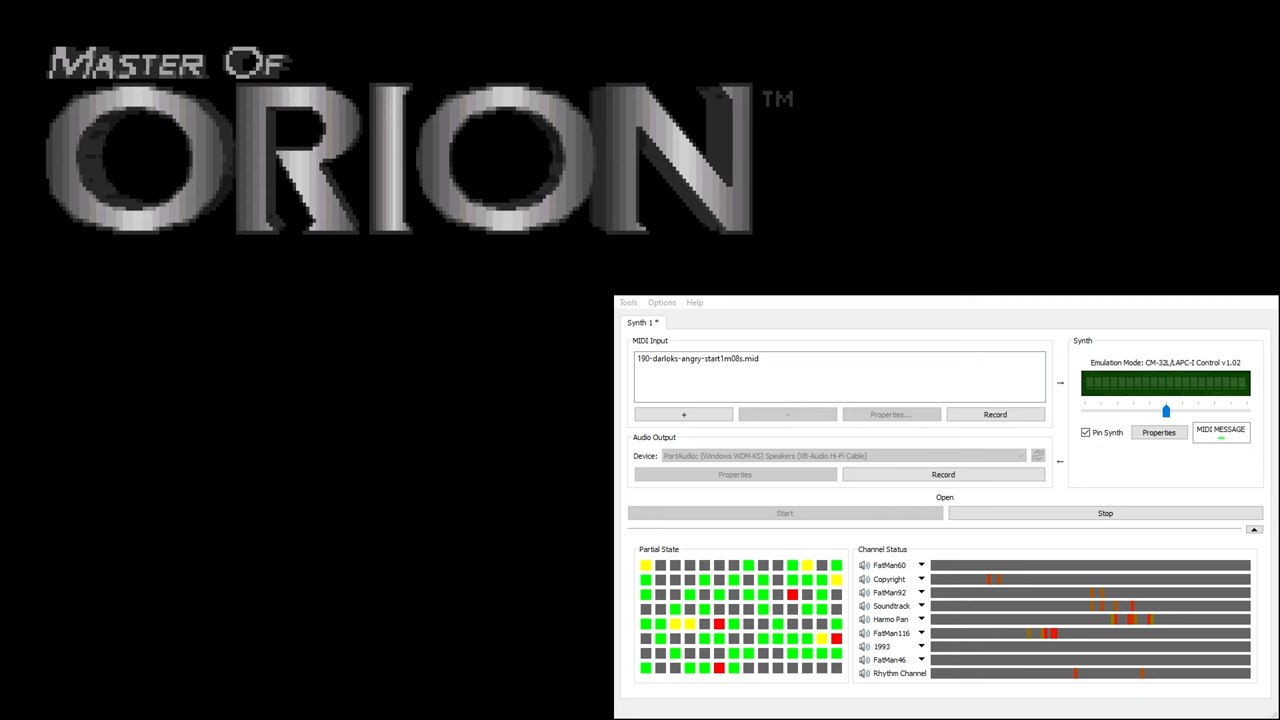 MASTER OF
ORION™
Tools Options Help
Synth 1 *
MIDI Input
190-darloks-angry-start1m08s.mid
+ - Properties... Record
Audio Output
Device: PortAudio: (Windows WDM-KS) Speakers (VB-Audio Hi-Fi Cable)
Properties Record
Synth
Emulation Mode: CM-32L/LAPC-I Control v1.02
Pin Synth Properties MIDI MESSAGE
Open
Start Stop
Partial State
Channel Status
FatMan60
Copyright
FatMan92
Soundtrack
Harmo Pan
FatMan116
1993
FatMan46
Rhythm Channel